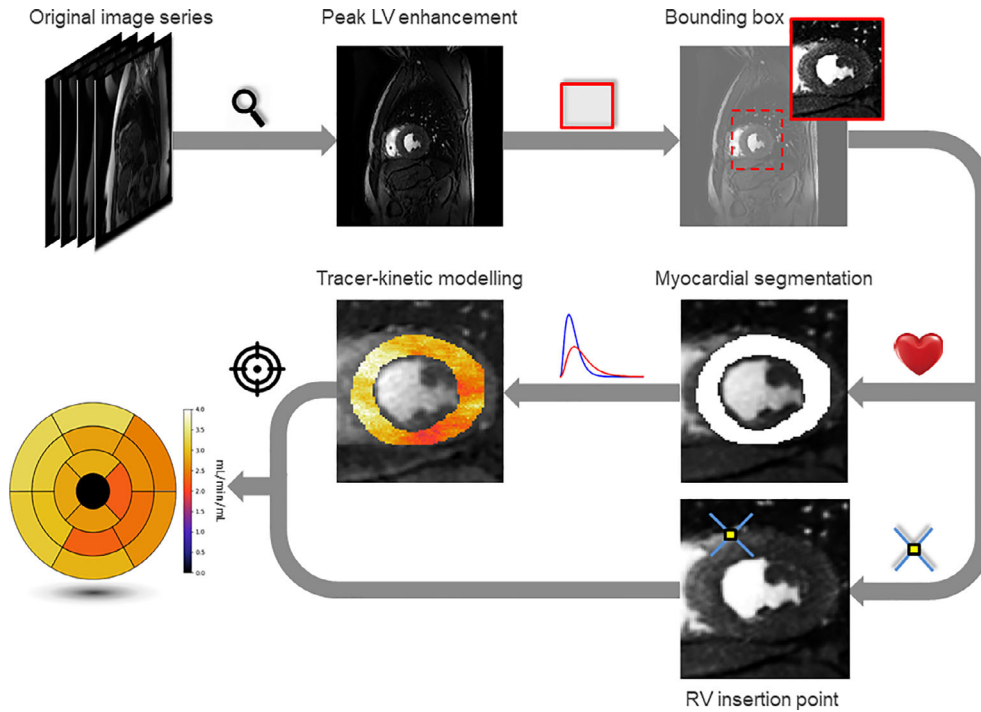 Original image series
Peak LV enhancement
Bounding box
Tracer-kinetic modelling
Myocardial segmentation
4.0
3.5
3.0
2.5
2.0
1.5
1.0
0.5
0.0
mL/min/mL
RV insertion point